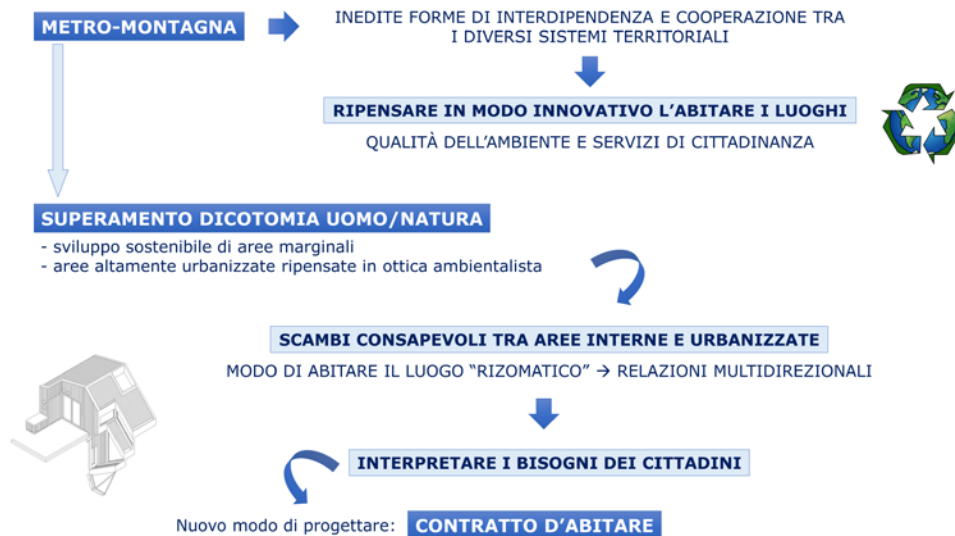 METRO-MONTAGNA
INEDITE FORME DI INTERDIPENDENZA E COOPERAZIONE TRA
I DIVERSI SISTEMI TERRITORIALI
RIPENSARE IN MODO INNOVATIVO L'ABITARE I LUOGHI
QUALITÀ DELL'AMBIENTE E SERVIZI DI CITTADINANZA
SUPERAMENTO DICOTOMIA UOMO/NATURA
- sviluppo sostenibile di aree marginali
- aree altamente urbanizzate ripensate in ottica ambientalista
SCAMBI CONSAPEVOLI TRA AREE INTERNE E URBANIZZATE
MODO DI ABITARE IL LUOGO "RIZOMATICO" → RELAZIONI MULTIDIREZIONALI
INTERPRETARE I BISOGNI DEI CITTADINI
Nuovo modo di progettare: CONTRATTO D'ABITARE